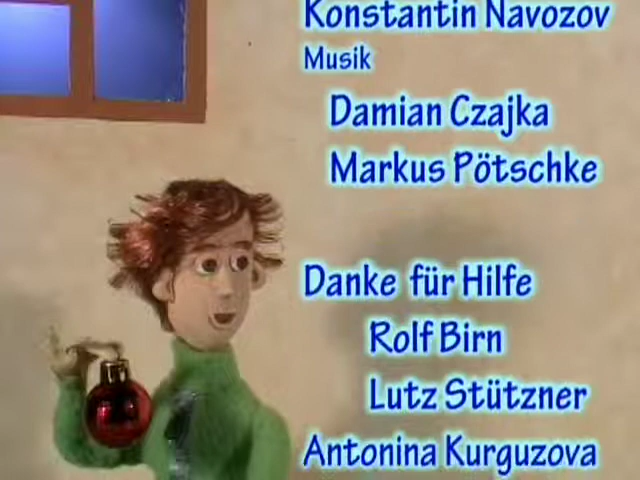 Konstantin Navozov
Musik
Damian Czajka
Markus Pötschke
Danke für Hilfe
Rolf Birn
Lutz Stützner
Antonina Kurguzova